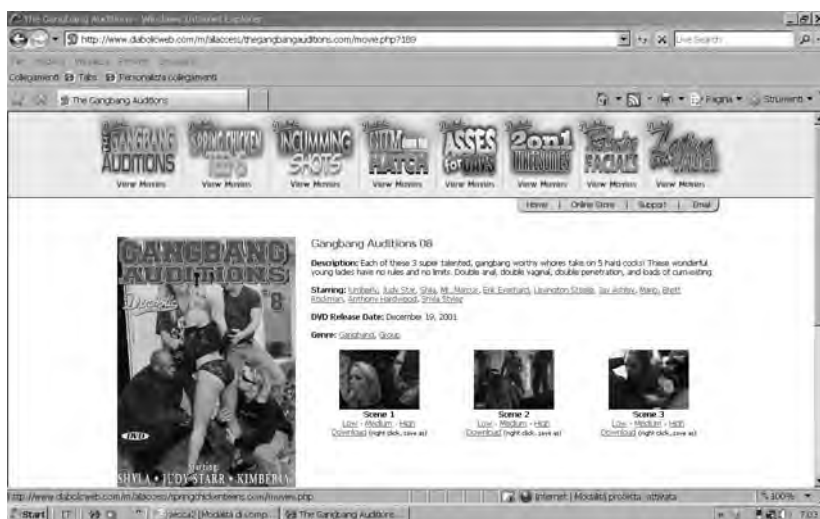 The Gangbang Auditions - Windows Internet Explorer
http://www.diabolicweb.com/m/allaccess/thegangbangauditions.com/movie.php?189
Live Search
Collegamenti Tabs Personalizza collegamenti
The Gangbang Auditions
Pagina Strumenti
GANGBANG AUDITIONS
SPRING CHICKEN
INCUMMING SHOTS
HATCH
ASSES for DAYS
2on1
FACIALS
View Movies View Movies View Movies View Movies View Movies View Movies View Movies View Movies
Home | Online Store | Support | Email
GANGBANG AUDITIONS
Diabolic
8
DVD
Starring:
SHYLA • JUDY STARR • KIMBERLY
Gangbang Auditions 08
Description: Each of these 3 super talented, gangbang worthy whores take on 5 hard cocks! These wonderful
young ladies have no rules and no limits. Double anal, double vaginal, double penetration, and loads of cum-eating.
Starring: Kimberly, Judy Star, Shyla, Mr. Marcus, Erik Everhard, Lexington Steele, Jay Ashley, Mario, Brett
Rockman, Anthony Hardwood, Shyla Stylez
DVD Release Date: December 19, 2001
Genre: Gangbang, Group
Scene 1
Low - Medium - High
Download (right click, save as)
Scene 2
Low - Medium - High
Download (right click, save as)
Scene 3
Low - Medium - High
Download (right click, save as)
http://www.diabolicweb.com/m/allaccess/springchickenteens.com/movies.php
Internet | Modalità protetta: attivata
100%
Start IT
The Gangbang Auditions...
7.03